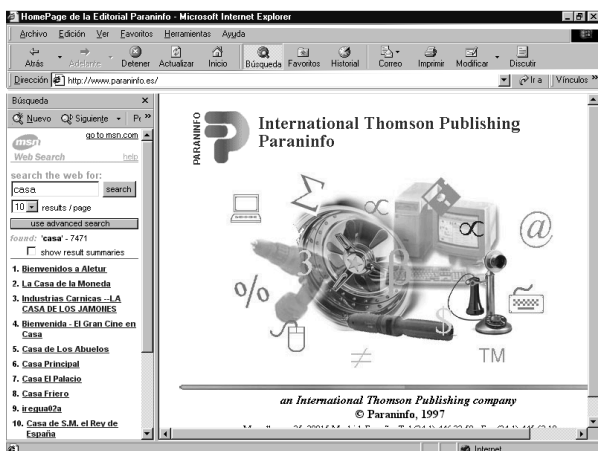 HomePage de la Editorial Paraninfo - Microsoft Internet Explorer
Archivo Edición Ver Favoritos Herramientas Ayuda
Atrás Adelante Detener Actualizar Inicio Búsqueda Favoritos Historial Correo Imprimir Modificar Discutir
Dirección http://www.paraninfo.es/ Ir a Vínculos »
Búsqueda ×
Nuevo Siguiente »
go to msn.com
msn
Web Search help
search the web for:
casa search
10 results / page
use advanced search
found: 'casa' - 7471
show result summaries
1. Bienvenidos a Aletur
2. La Casa de la Moneda
3. Industrias Carnicas --LA
CASA DE LOS JAMONES
4. Bienvenida - El Gran Cine en
Casa
5. Casa de Los Abuelos
6. Casa Principal
7. Casa El Palacio
8. Casa Friero
9. iregua02a
10. Casa de S.M. el Rey de
España
PARANINFO
International Thomson Publishing
Paraninfo
Σ
∝
∝
@
3
%
$
≠
TM
an International Thomson Publishing company
© Paraninfo, 1997
Internet